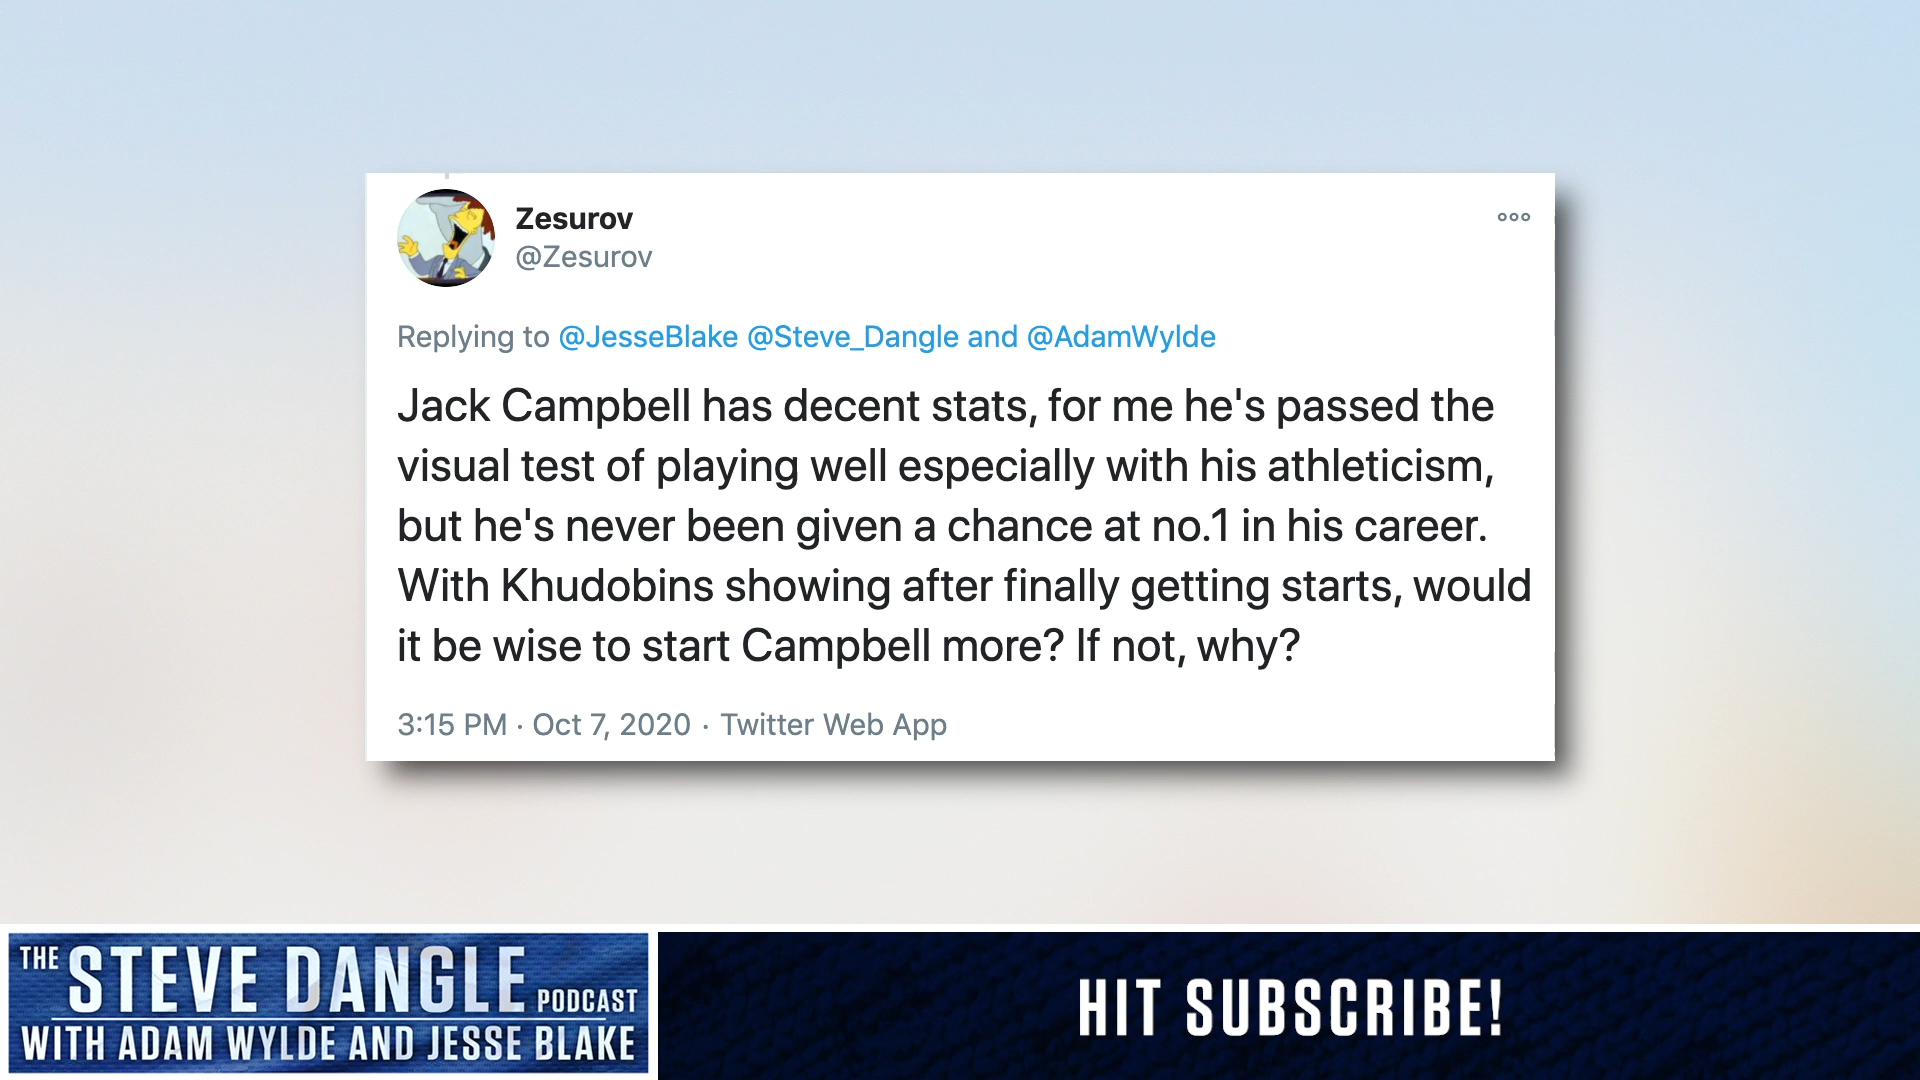 Zesurov
@Zesurov
Replying to @JesseBlake @Steve_Dangle and @AdamWylde
Jack Campbell has decent stats, for me he's passed the
visual test of playing well especially with his athleticism,
but he's never been given a chance at no.1 in his career.
With Khudobins showing after finally getting starts, would
it be wise to start Campbell more? If not, why?
3:15 PM · Oct 7, 2020 · Twitter Web App
THE STEVE DANGLE PODCAST
WITH ADAM WYLDE AND JESSE BLAKE
HIT SUBSCRIBE!